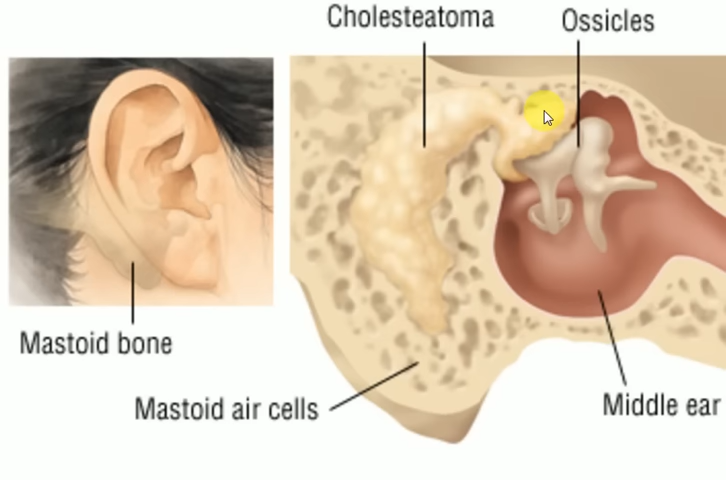 Cholesteatoma
Ossicles
Mastoid bone
Mastoid air cells
Middle ear